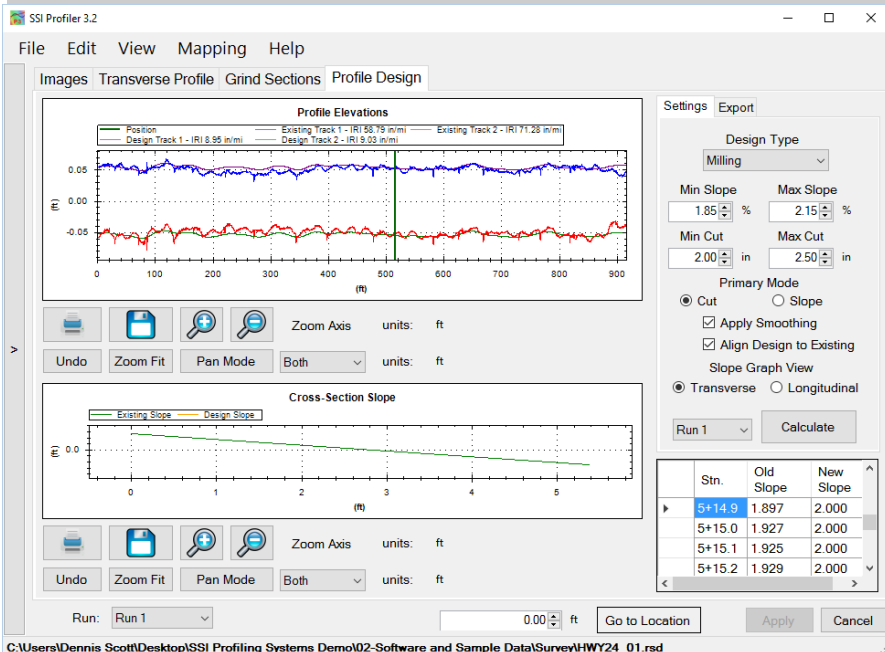 SSI Profiler 3.2
File Edit View Mapping Help
Images Transverse Profile Grind Sections Profile Design
Profile Elevations
Position Existing Track 1 - IRI 58.79 in/mi Existing Track 2 - IRI 71.28 in/mi
Design Track 1 - IRI 8.95 in/mi Design Track 2 - IRI 9.03 in/mi
0.05
(ft) 0.00
-0.05
0 100 200 300 400 500 600 700 800 900
(ft)
Zoom Axis units: ft
Undo Zoom Fit Pan Mode Both units: ft
>
Cross-Section Slope
Existing Slope Design Slope
(ft) 0.0
0 1 2 3 4 5
(ft)
Zoom Axis units: ft
Undo Zoom Fit Pan Mode Both units: ft
Settings Export
Design Type
Milling
Min Slope Max Slope
1.85 % 2.15 %
Min Cut Max Cut
2.00 in 2.50 in
Primary Mode
Cut Slope
Apply Smoothing
Align Design to Existing
Slope Graph View
Transverse Longitudinal
Run 1 Calculate
Stn. Old Slope New Slope
5+14.9 1.897 2.000
5+15.0 1.927 2.000
5+15.1 1.925 2.000
5+15.2 1.929 2.000
Run: Run 1 0.00 ft Go to Location Apply Cancel
C:\Users\Dennis Scott\Desktop\SSI Profiling Systems Demo\02-Software and Sample Data\Survey\HWY24_01.rsd